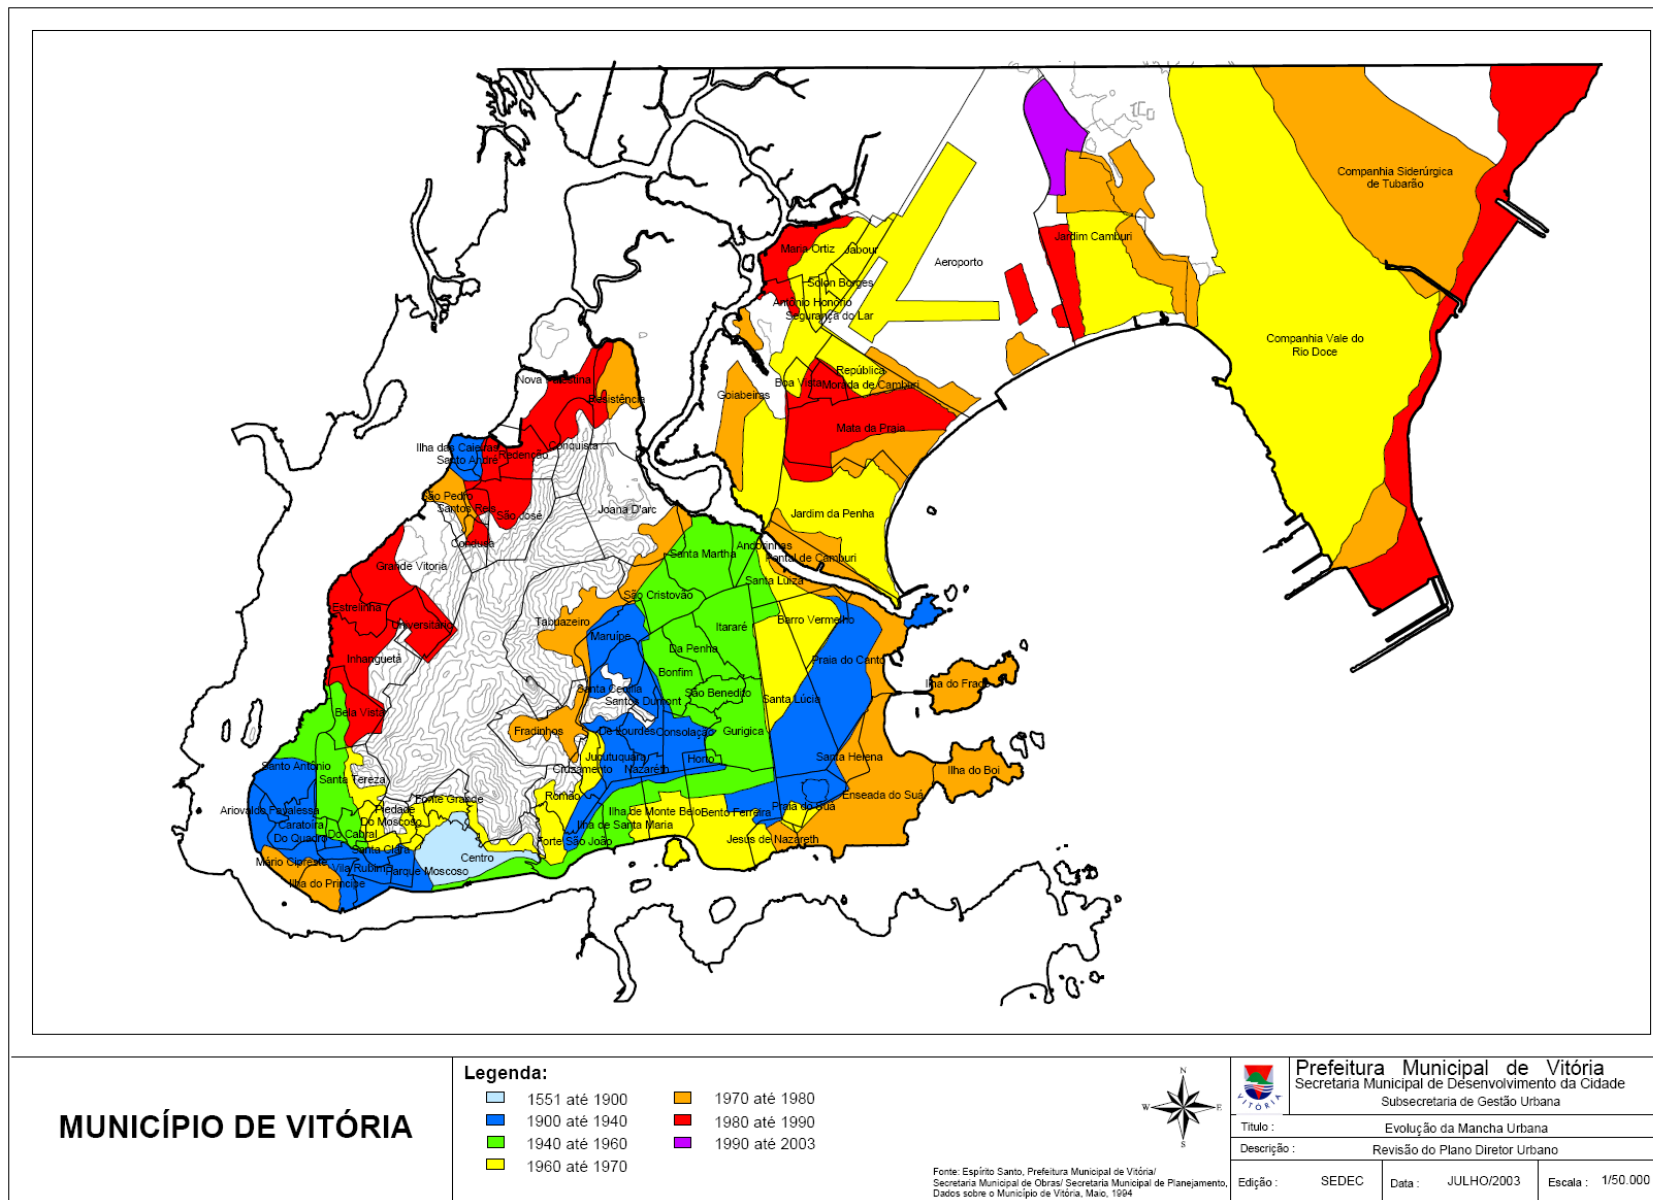 Companhia Siderúrgica
de Tubarão
Jardim Camburi
Maria Ortiz
Jabour
Aeroporto
Solon Borges
Antônio Honório
Segurança do Lar
Companhia Vale do
Rio Doce
Nova Palestina
Resistência
Goiabeiras
Boa Vista
República
Morada de Camburi
Mata da Praia
Ilha das Caieiras
Santo André
Redenção
Conquista
São Pedro
Santos Reis
São José
Joana D'arc
Jardim da Penha
Condusa
Grande Vitoria
Santa Martha
Andorinhas
Pontal de Camburi
Santa Luiza
Estrelinha
Universitário
São Cristovão
Tabuazeiro
Maruípe
Itararé
Barro Vermelho
Da Penha
Inhanguetá
Bonfim
Praia do Canto
Santa Cecília
Santos Dumont
São Benedito
Santa Lúcia
Ilha do Frade
Bela Vista
Fradinhos
De Lourdes
Consolação
Gurigica
Jucutuquara
Cruzamento
Nazareth
Horto
Santa Helena
Ilha do Boi
Santo Antônio
Santa Tereza
Ariovaldo Favalessa
Fonte Grande
Piedade
Do Moscoso
Romão
Enseada do Suá
Praia do Suá
Caratoíra
Do Quadro
Do Cabral
Ilha de Monte Belo
Bento Ferreira
Ilha de Santa Maria
Santa Clara
Forte São João
Jesus de Nazareth
Mário Cipreste
Vila Rubim
Parque Moscoso
Centro
Ilha do Principe
MUNICÍPIO DE VITÓRIA
Legenda:
1551 até 1900
1900 até 1940
1940 até 1960
1960 até 1970
1970 até 1980
1980 até 1990
1990 até 2003
N
W
E
S
Fonte: Espírito Santo, Prefeitura Municipal de Vitória/
Secretaria Municipal de Obras/ Secretaria Municipal de Planejamento,
Dados sobre o Município de Vitória, Maio, 1994
VITÓRIA
Prefeitura Municipal de Vitória
Secretaria Municipal de Desenvolvimento da Cidade
Subsecretaria de Gestão Urbana
Titulo : Evolução da Mancha Urbana
Descrição : Revisão do Plano Diretor Urbano
Edição : SEDEC Data : JULHO/2003 Escala : 1/50.000